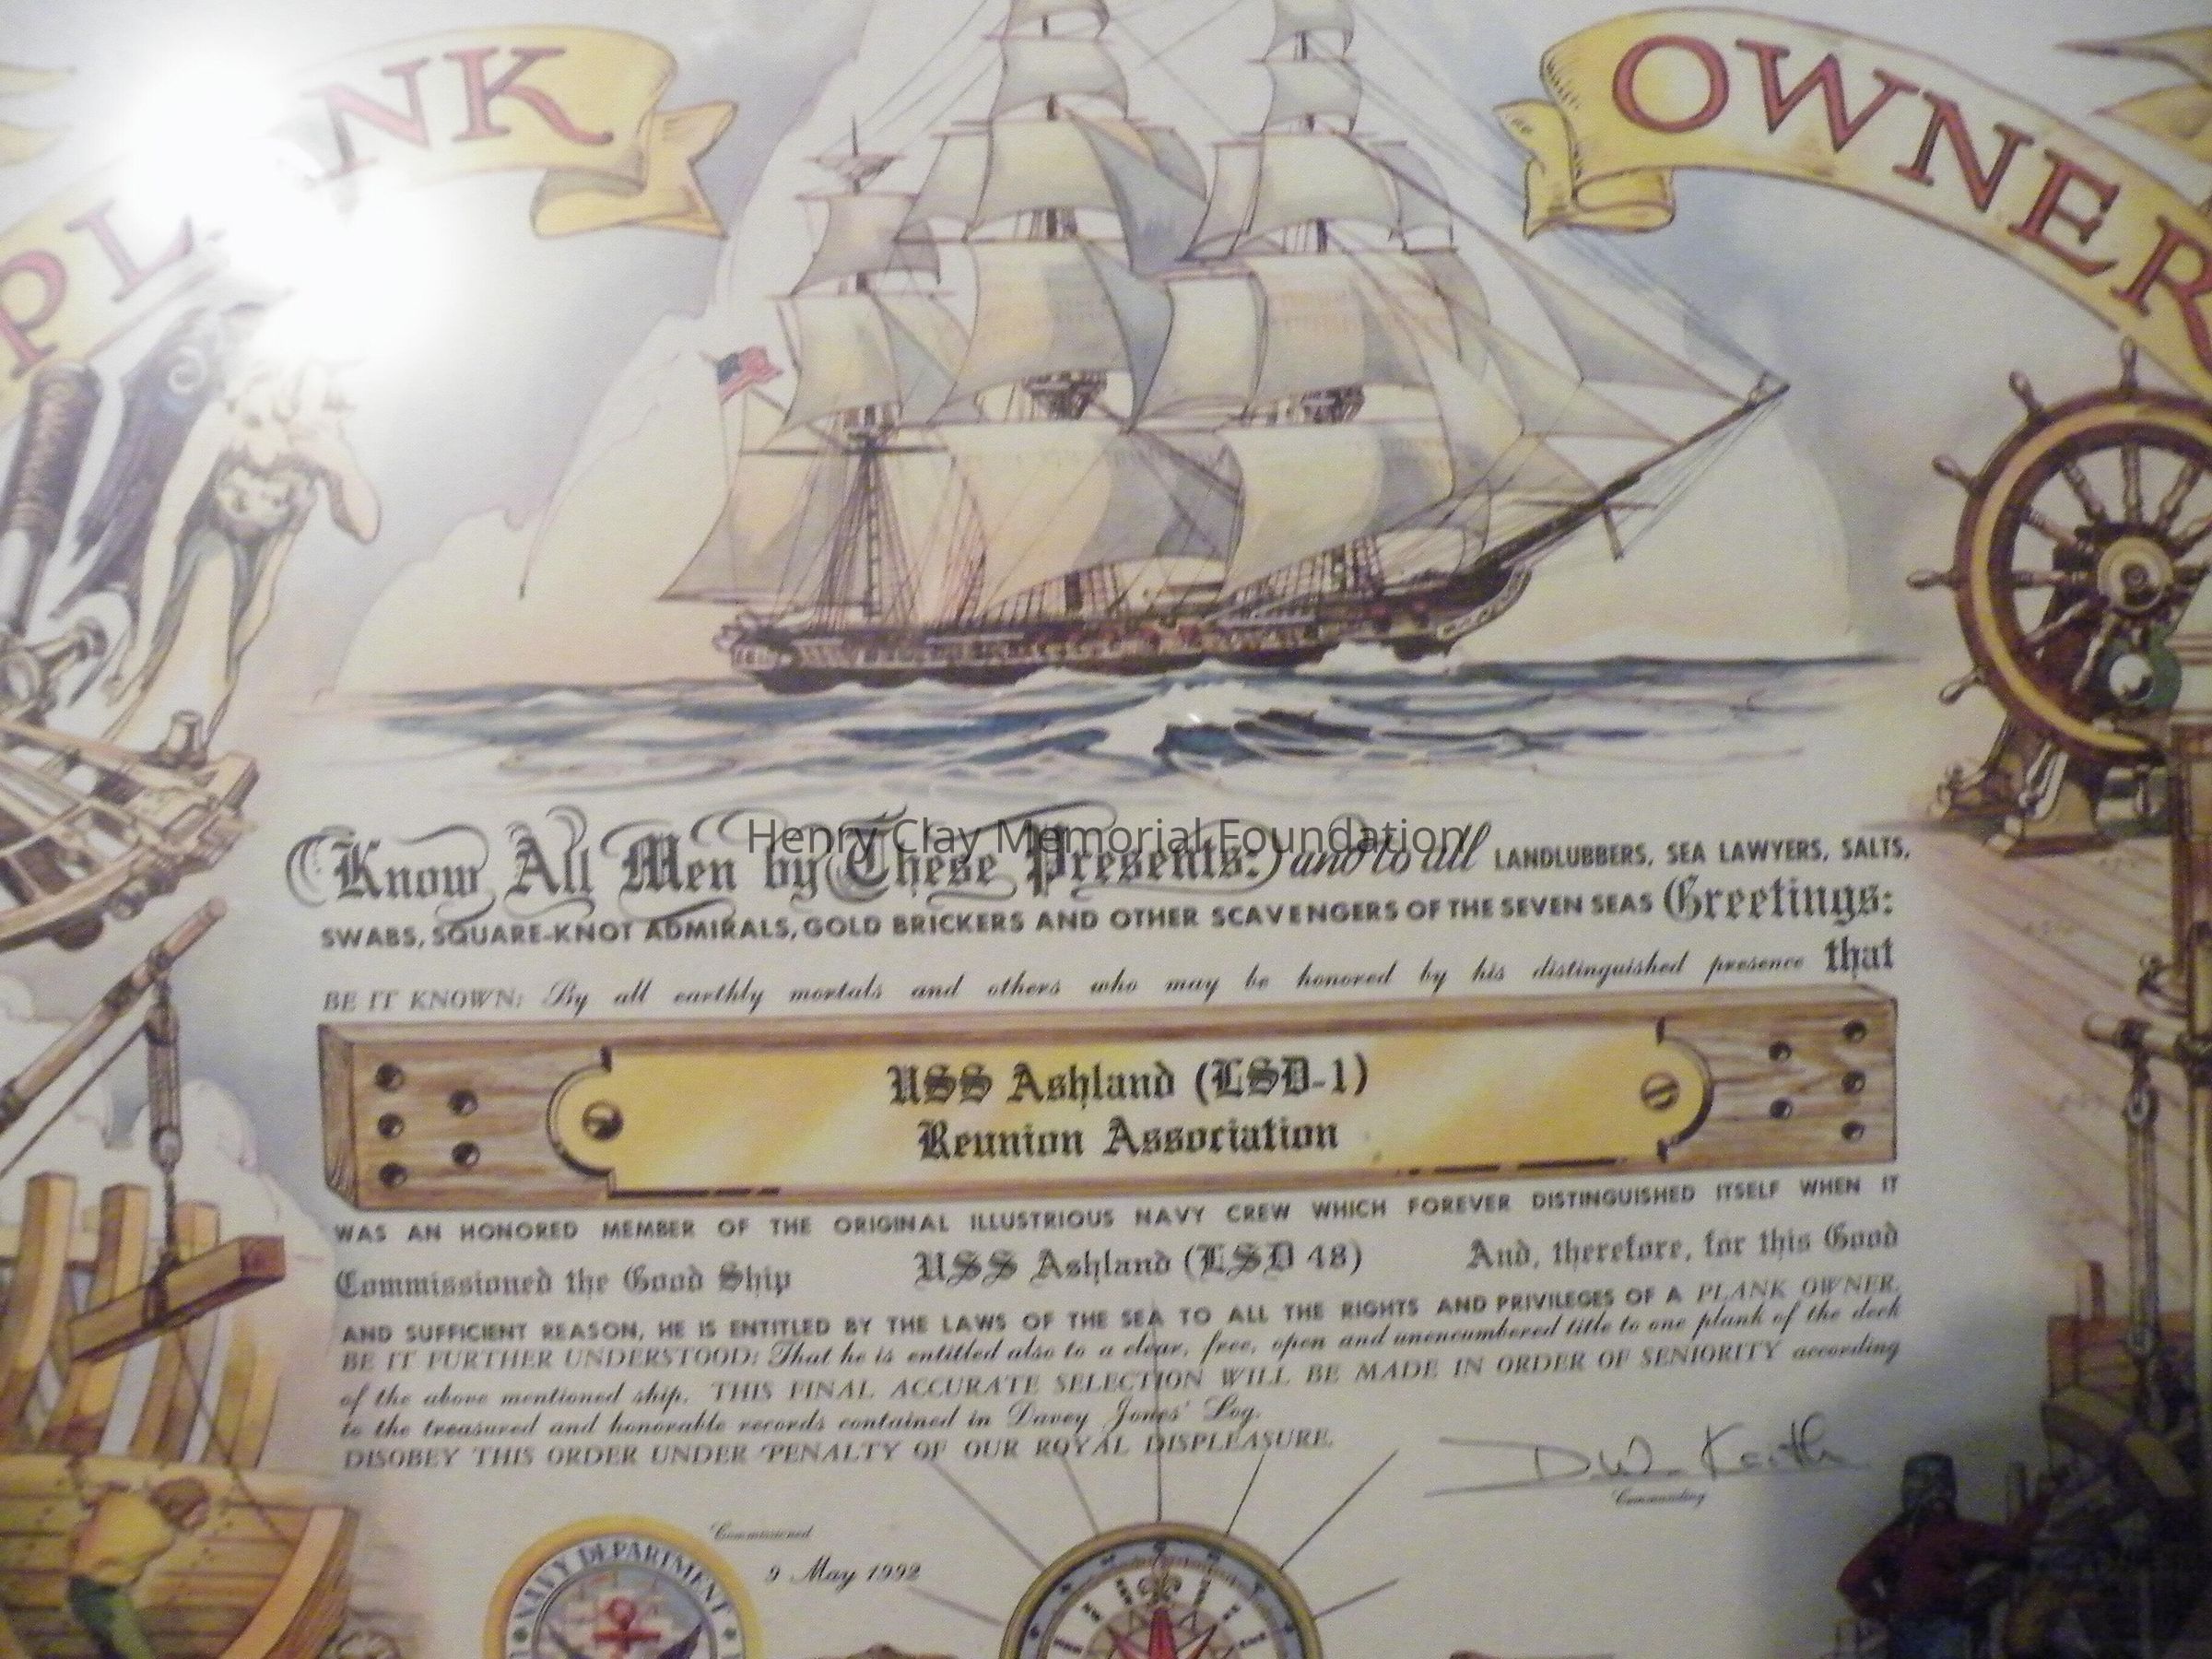 PLANK OWNER
Henry Clay Memorial Foundation
Know All Men by These Presents: and to all LANDLUBBERS, SEA LAWYERS, SALTS,
SWABS, SQUARE-KNOT ADMIRALS, GOLD BRICKERS AND OTHER SCAVENGERS OF THE SEVEN SEAS Greetings:
BE IT KNOWN: By all earthly mortals and others who may be honored by his distinguished presence that
USS Ashland (LSD-1)
Reunion Association
WAS AN HONORED MEMBER OF THE ORIGINAL ILLUSTRIOUS NAVY CREW WHICH FOREVER DISTINGUISHED ITSELF WHEN IT
Commissioned the Good Ship USS Ashland (LSD 48) And, therefore, for this Good
AND SUFFICIENT REASON, HE IS ENTITLED BY THE LAWS OF THE SEA TO ALL THE RIGHTS AND PRIVILEGES OF A PLANK OWNER.
BE IT FURTHER UNDERSTOOD: That he is entitled also to a clear, free, open and unencumbered title to one plank of the deck
of the above mentioned ship. THIS FINAL ACCURATE SELECTION WILL BE MADE IN ORDER OF SENIORITY according
to the treasured and honorable records contained in Davey Jones' Log.
DISOBEY THIS ORDER UNDER PENALTY OF OUR ROYAL DISPLEASURE.
D.W. Keith
Commanding
Commissioned
9 May 1992
NAVY DEPARTMENT